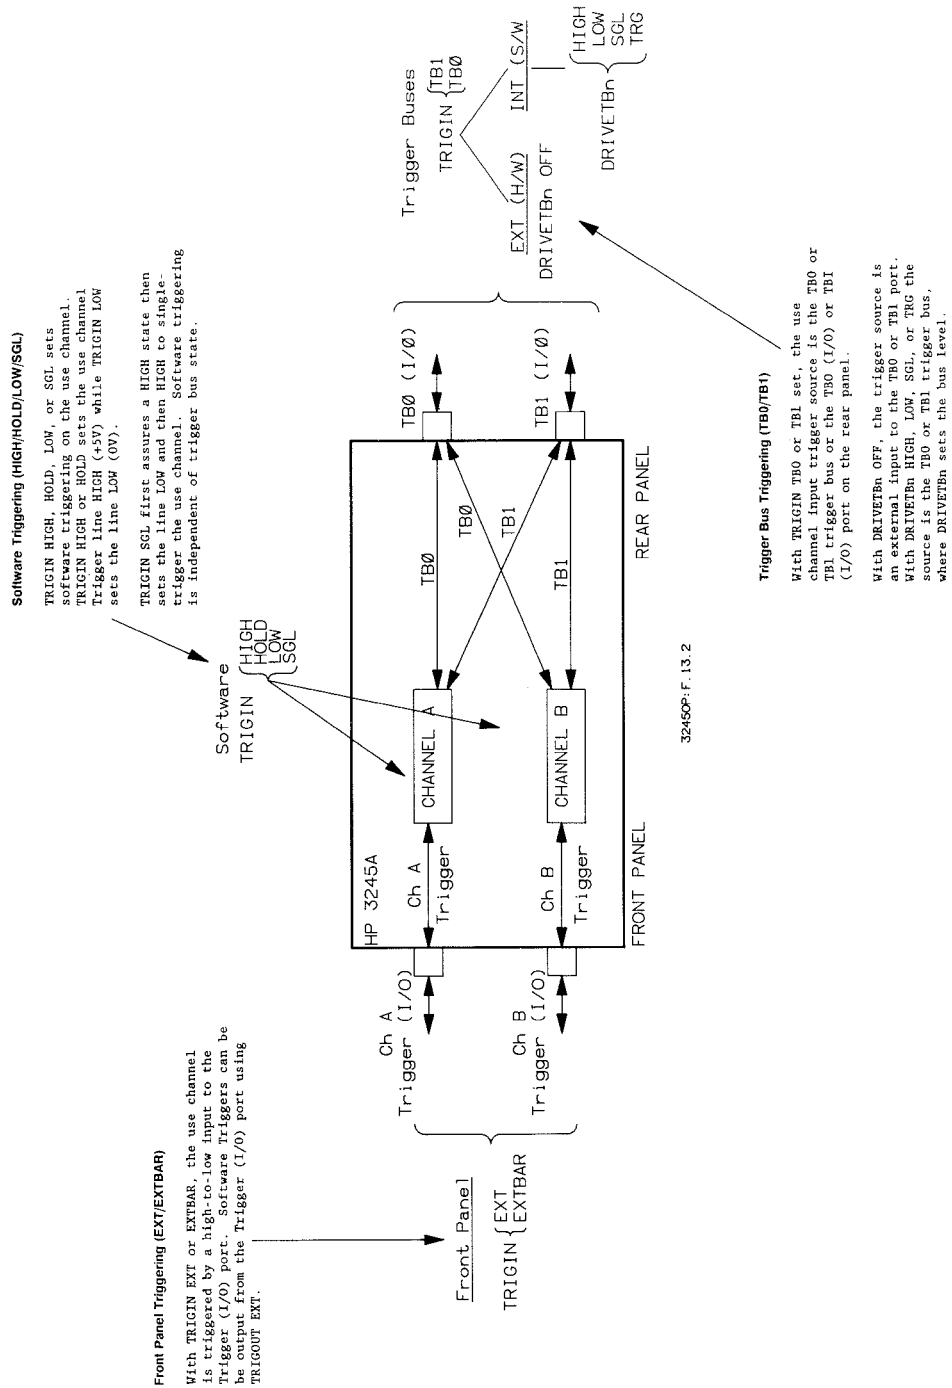 Front Panel Triggering (EXT/EXTBAR)
With TRIGIN EXT or EXTBAR, the use channel
is triggered by a high-to-low input to the
Trigger (I/O) port. Software Triggers can be
be output from the Trigger (I/O) port using
TRIGOUT EXT.
Software Triggering (HIGH/HOLD/LOW/SGL)
TRIGIN HIGH, HOLD, LOW, or SGL sets
software triggering on the use channel.
TRIGIN HIGH or HOLD sets the use channel
Trigger line HIGH (+5V) while TRIGIN LOW
sets the line LOW (0V).
TRIGIN SGL first assures a HIGH state then
sets the line LOW and then HIGH to single-
trigger the use channel. Software triggering
is independent of trigger bus state.
Software
TRIGIN
HIGH
HOLD
LOW
SGL
Front Panel
TRIGIN
EXT
EXTBAR
Ch A
Trigger (I/O)
Ch B
Trigger (I/O)
HP 3245A
Ch A
Trigger
CHANNEL A
Ch B
Trigger
CHANNEL B
TBØ
TBØ
TB1
TB1
FRONT PANEL
REAR PANEL
TBØ (I/Ø)
TB1 (I/Ø)
Trigger Buses
TRIGIN
TB1
TBØ
EXT (H/W)
DRIVETBn OFF
INT (S/W
DRIVETBn
HIGH
LOW
SGL
TRG
32450P:F.13.2
Trigger Bus Triggering (TB0/TB1)
With TRIGIN TB0 or TB1 set, the use
channel Input trigger source is the TB0 or
TB1 trigger bus or the TB0 (I/O) or TBI
(I/O) port on the rear panel.
With DRIVETBn OFF, the trigger source is
an external input to the TB0 or TB1 port.
With DRIVETBn HIGH, LOW, SGL, or TRG the
source is the TB0 or TB1 trigger bus,
where DRIVETBn sets the bus level.